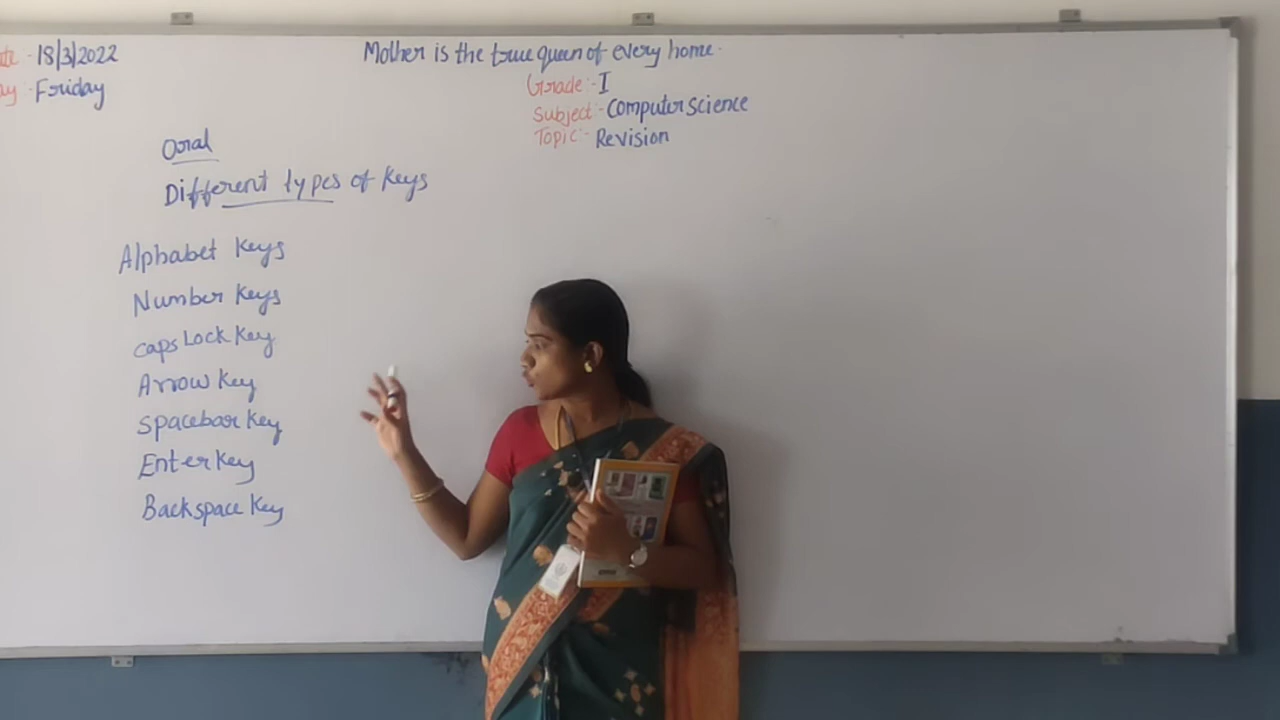 18/3/2022
Friday
Mother is the true queen of every home.
Grade:- I
Subject:- Computer Science
Topic:- Revision
Oral
Different types of Keys
Alphabet Keys
Number Keys
Caps Lock Key
Arrow Key
Spacebar Key
Enter Key
Backspace Key